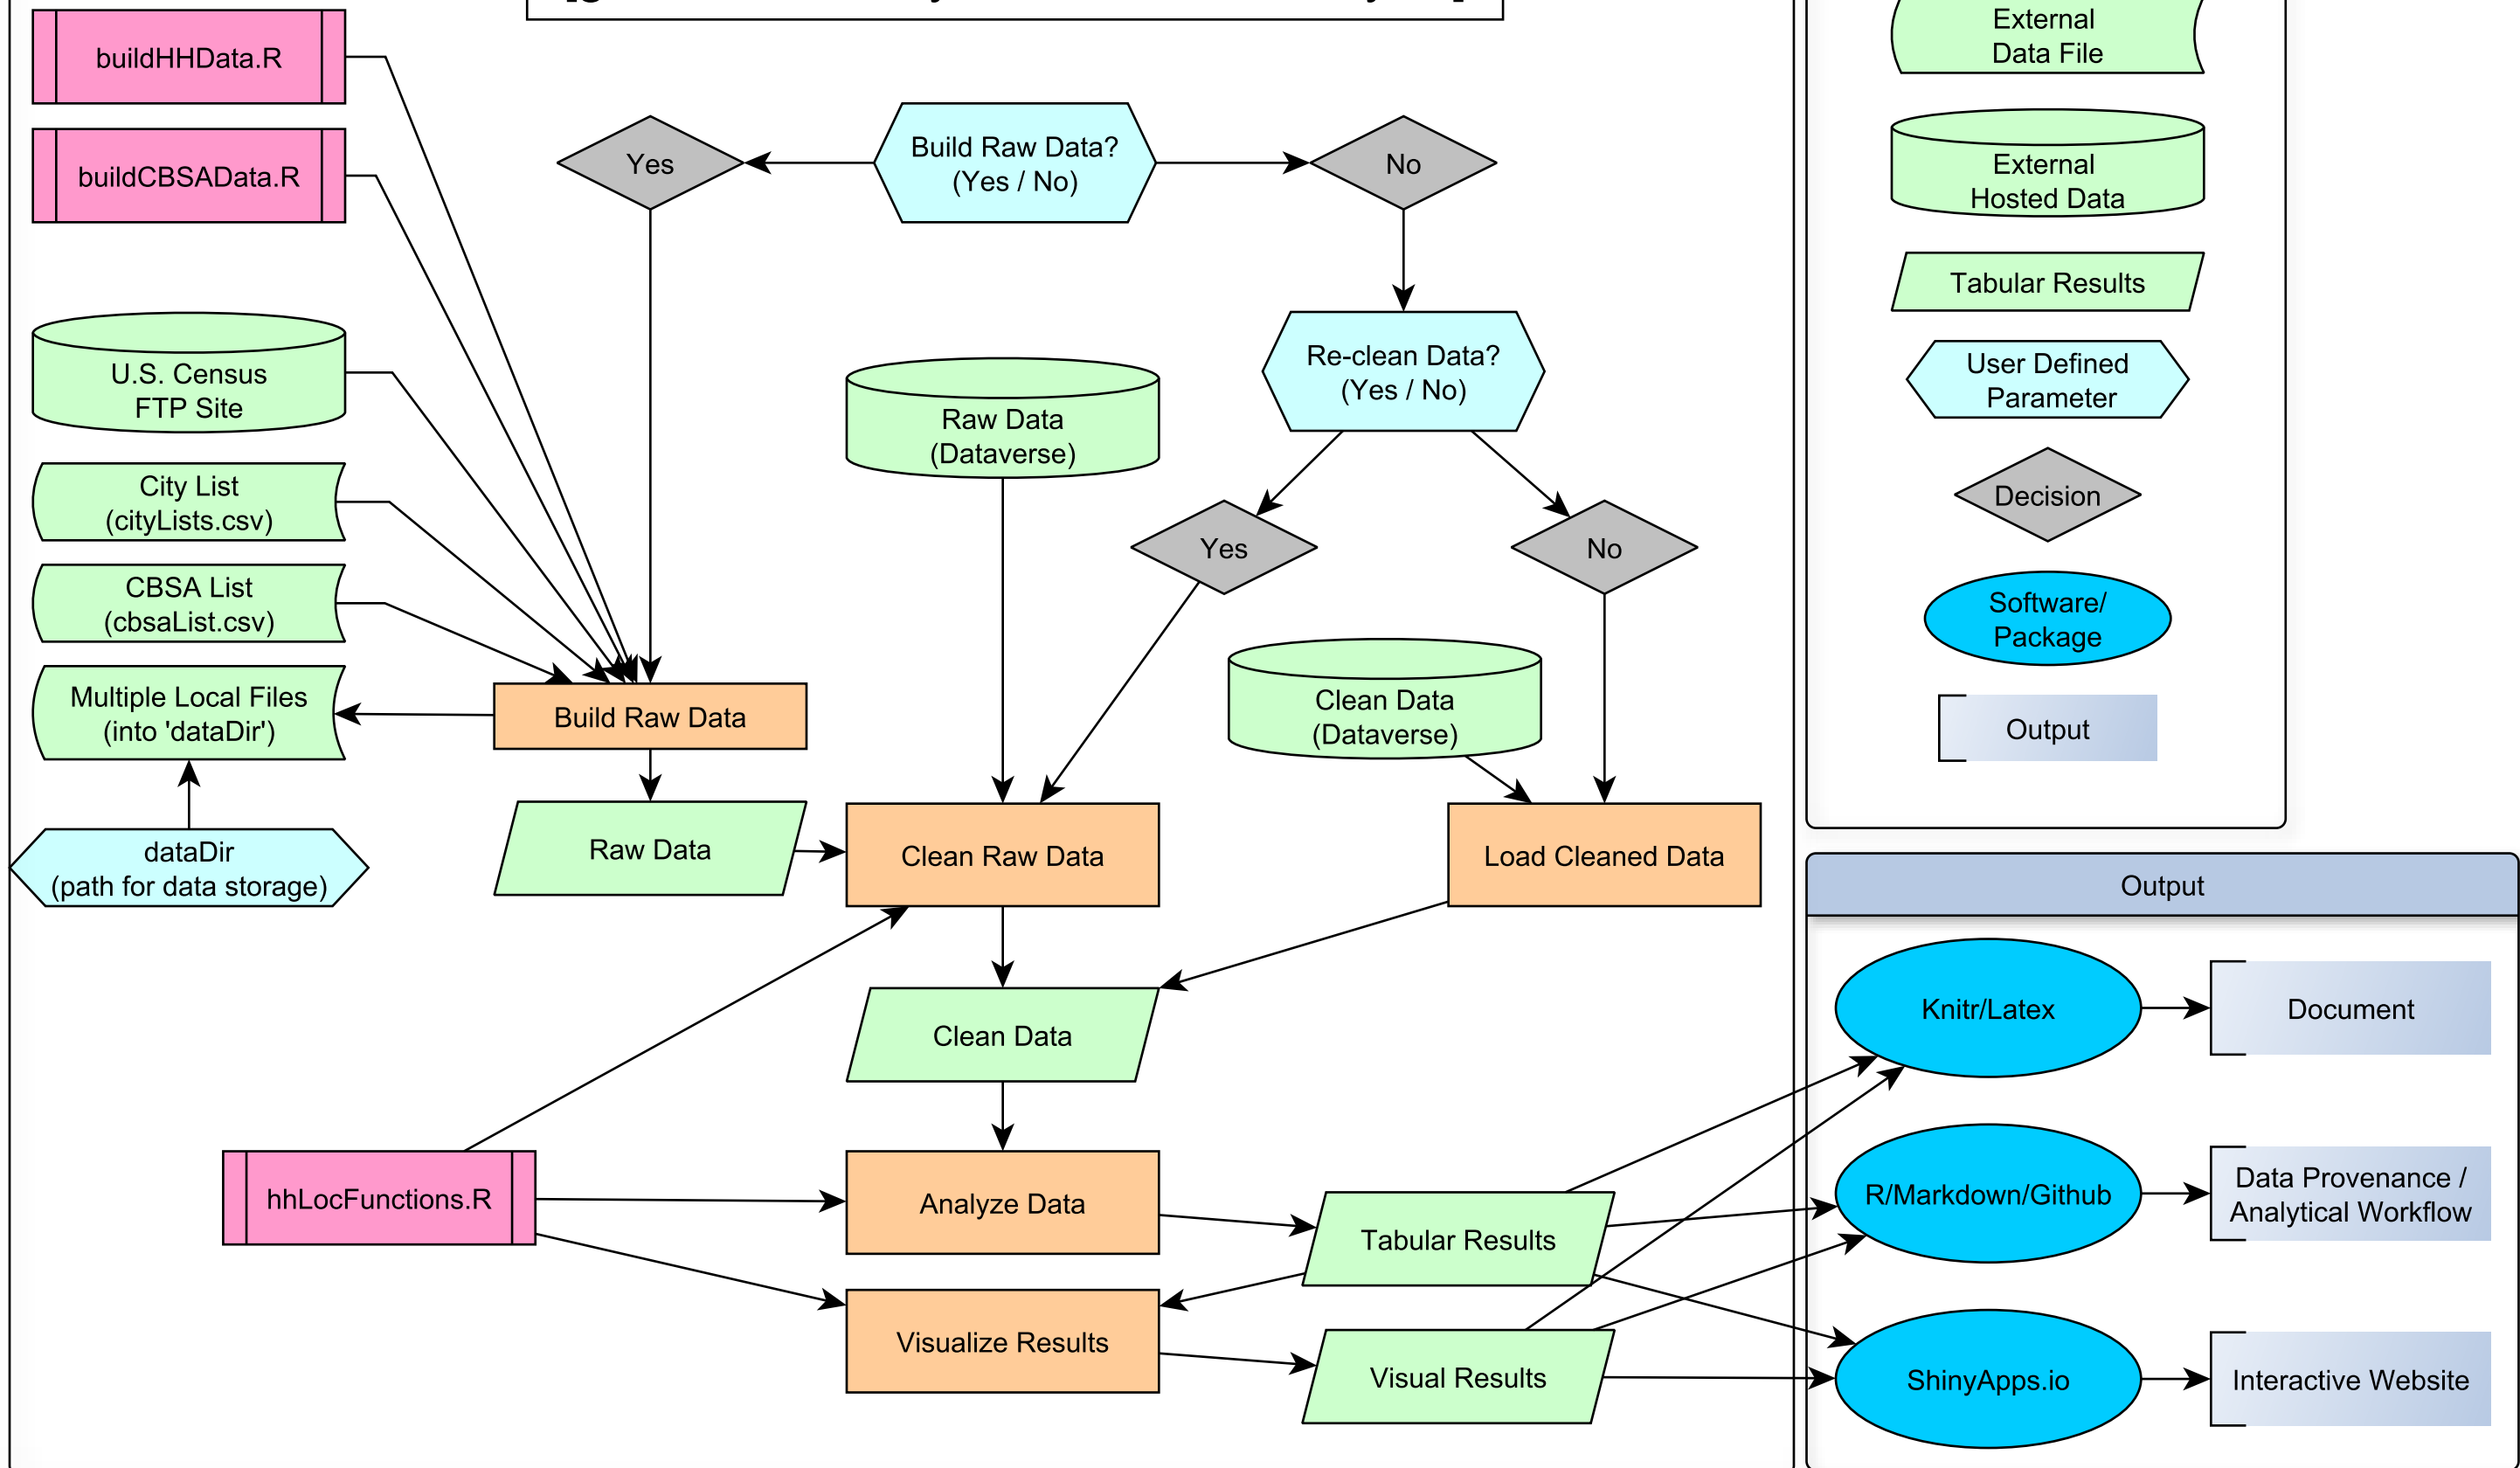 buildHHData.R
buildCBSAData.R
U.S. Census
FTP Site
City List
(cityLists.csv)
CBSA List
(cbsaList.csv)
Multiple Local Files
(into 'dataDir')
dataDir
(path for data storage)
Yes
Build Raw Data?
(Yes / No)
No
Re-clean Data?
(Yes / No)
Raw Data
(Dataverse)
Yes
No
Clean Data
(Dataverse)
Build Raw Data
Raw Data
Clean Raw Data
Load Cleaned Data
Clean Data
hhLocFunctions.R
Analyze Data
Tabular Results
Visualize Results
Visual Results
External
Data File
External
Hosted Data
Tabular Results
User Defined
Parameter
Decision
Software/
Package
Output
Output
Knitr/Latex
Document
R/Markdown/Github
Data Provenance /
Analytical Workflow
ShinyApps.io
Interactive Website